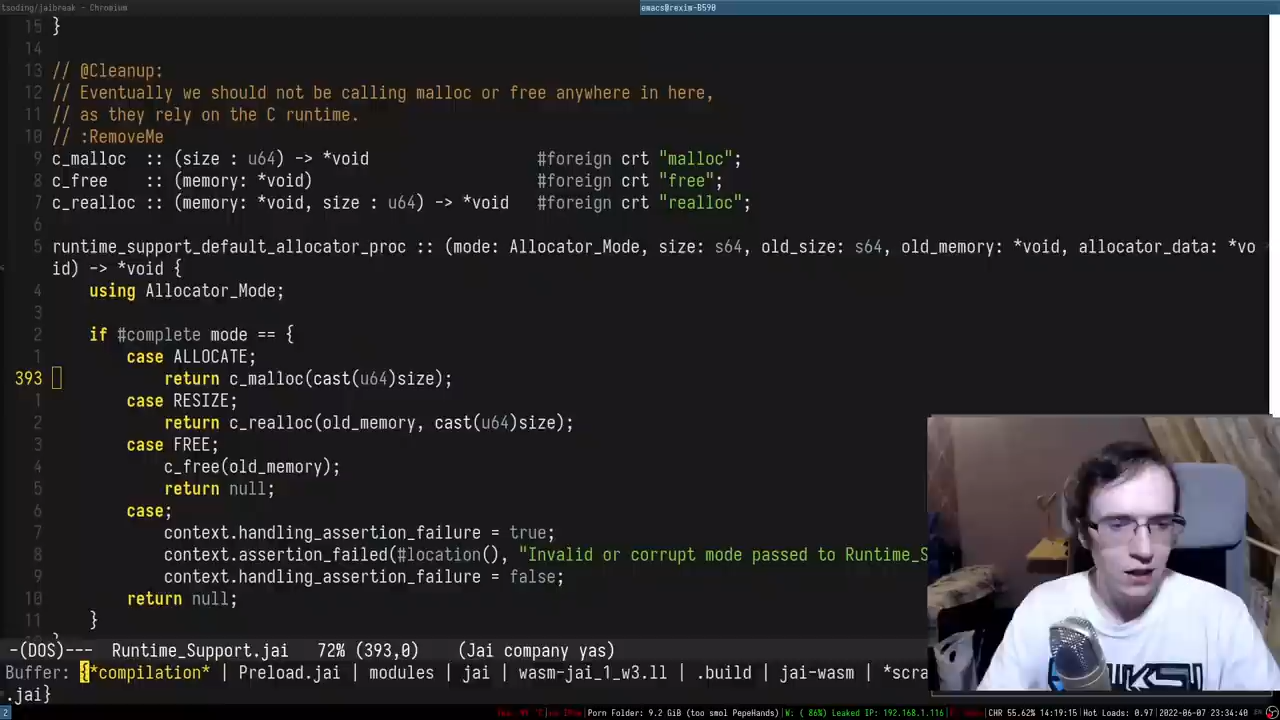 tsoding/jaibreak - Chromium
emacs@rexim-B590
15 }
14
13 // @Cleanup:
12 // Eventually we should not be calling malloc or free anywhere in here,
11 // as they rely on the C runtime.
10 // :RemoveMe
9 c_malloc :: (size : u64) -> *void #foreign crt "malloc";
8 c_free :: (memory: *void) #foreign crt "free";
7 c_realloc :: (memory: *void, size : u64) -> *void #foreign crt "realloc";
6
5 runtime_support_default_allocator_proc :: (mode: Allocator_Mode, size: s64, old_size: s64, old_memory: *void, allocator_data: *vo
id) -> *void {
4 using Allocator_Mode;
3
2 if #complete mode == {
1 case ALLOCATE;
393 return c_malloc(cast(u64)size);
1 case RESIZE;
2 return c_realloc(old_memory, cast(u64)size);
3 case FREE;
4 c_free(old_memory);
5 return null;
6 case;
7 context.handling_assertion_failure = true;
8 context.assertion_failed(#location(), "Invalid or corrupt mode passed to Runtime_S
9 context.handling_assertion_failure = false;
10 return null;
11 }
-(DOS)--- Runtime_Support.jai 72% (393,0) (Jai company yas)
Buffer: {*compilation* | Preload.jai | modules | jai | wasm-jai_1_w3.ll | .build | jai-wasm | *scra
.jai}
2 Porn Folder: 9.2 GiB (too smol PepeHands) W: ( 86%) Leaked IP: 192.168.1.116 CHR 55.62% 14:19:15 Hot Loads: 0.97 2022-06-07 23:34:40